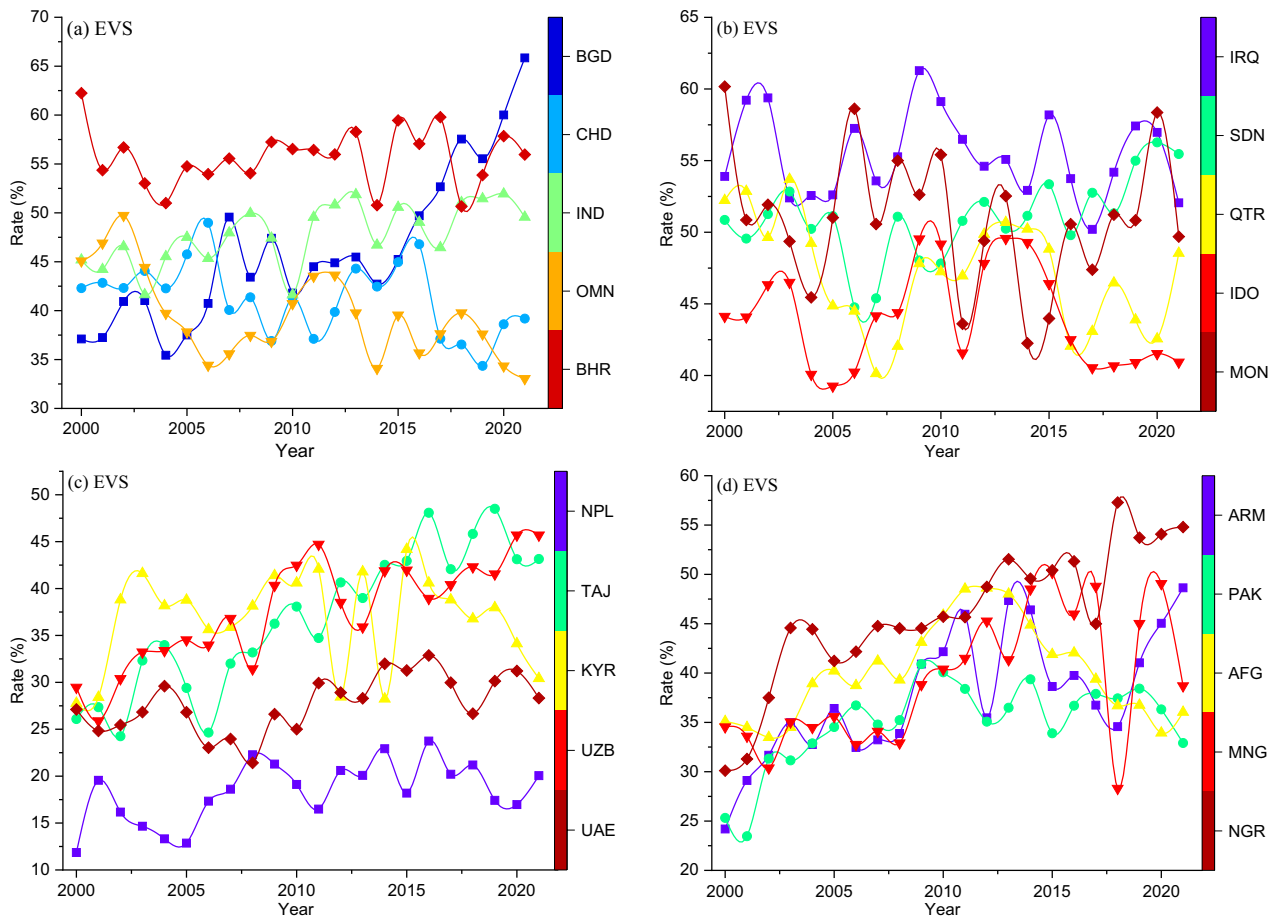 (a) EVS
70
65
60
55
50
45
40
35
30
Rate (%)
2000
2005
2010
2015
2020
Year
BGD
CHD
IND
OMN
BHR
(b) EVS
65
60
55
50
45
40
Rate (%)
2000
2005
2010
2015
2020
Year
IRQ
SDN
QTR
IDO
MON
(c) EVS
50
45
40
35
30
25
20
15
10
Rate (%)
2000
2005
2010
2015
2020
Year
NPL
TAJ
KYR
UZB
UAE
(d) EVS
60
55
50
45
40
35
30
25
20
Rate (%)
2000
2005
2010
2015
2020
Year
ARM
PAK
AFG
MNG
NGR